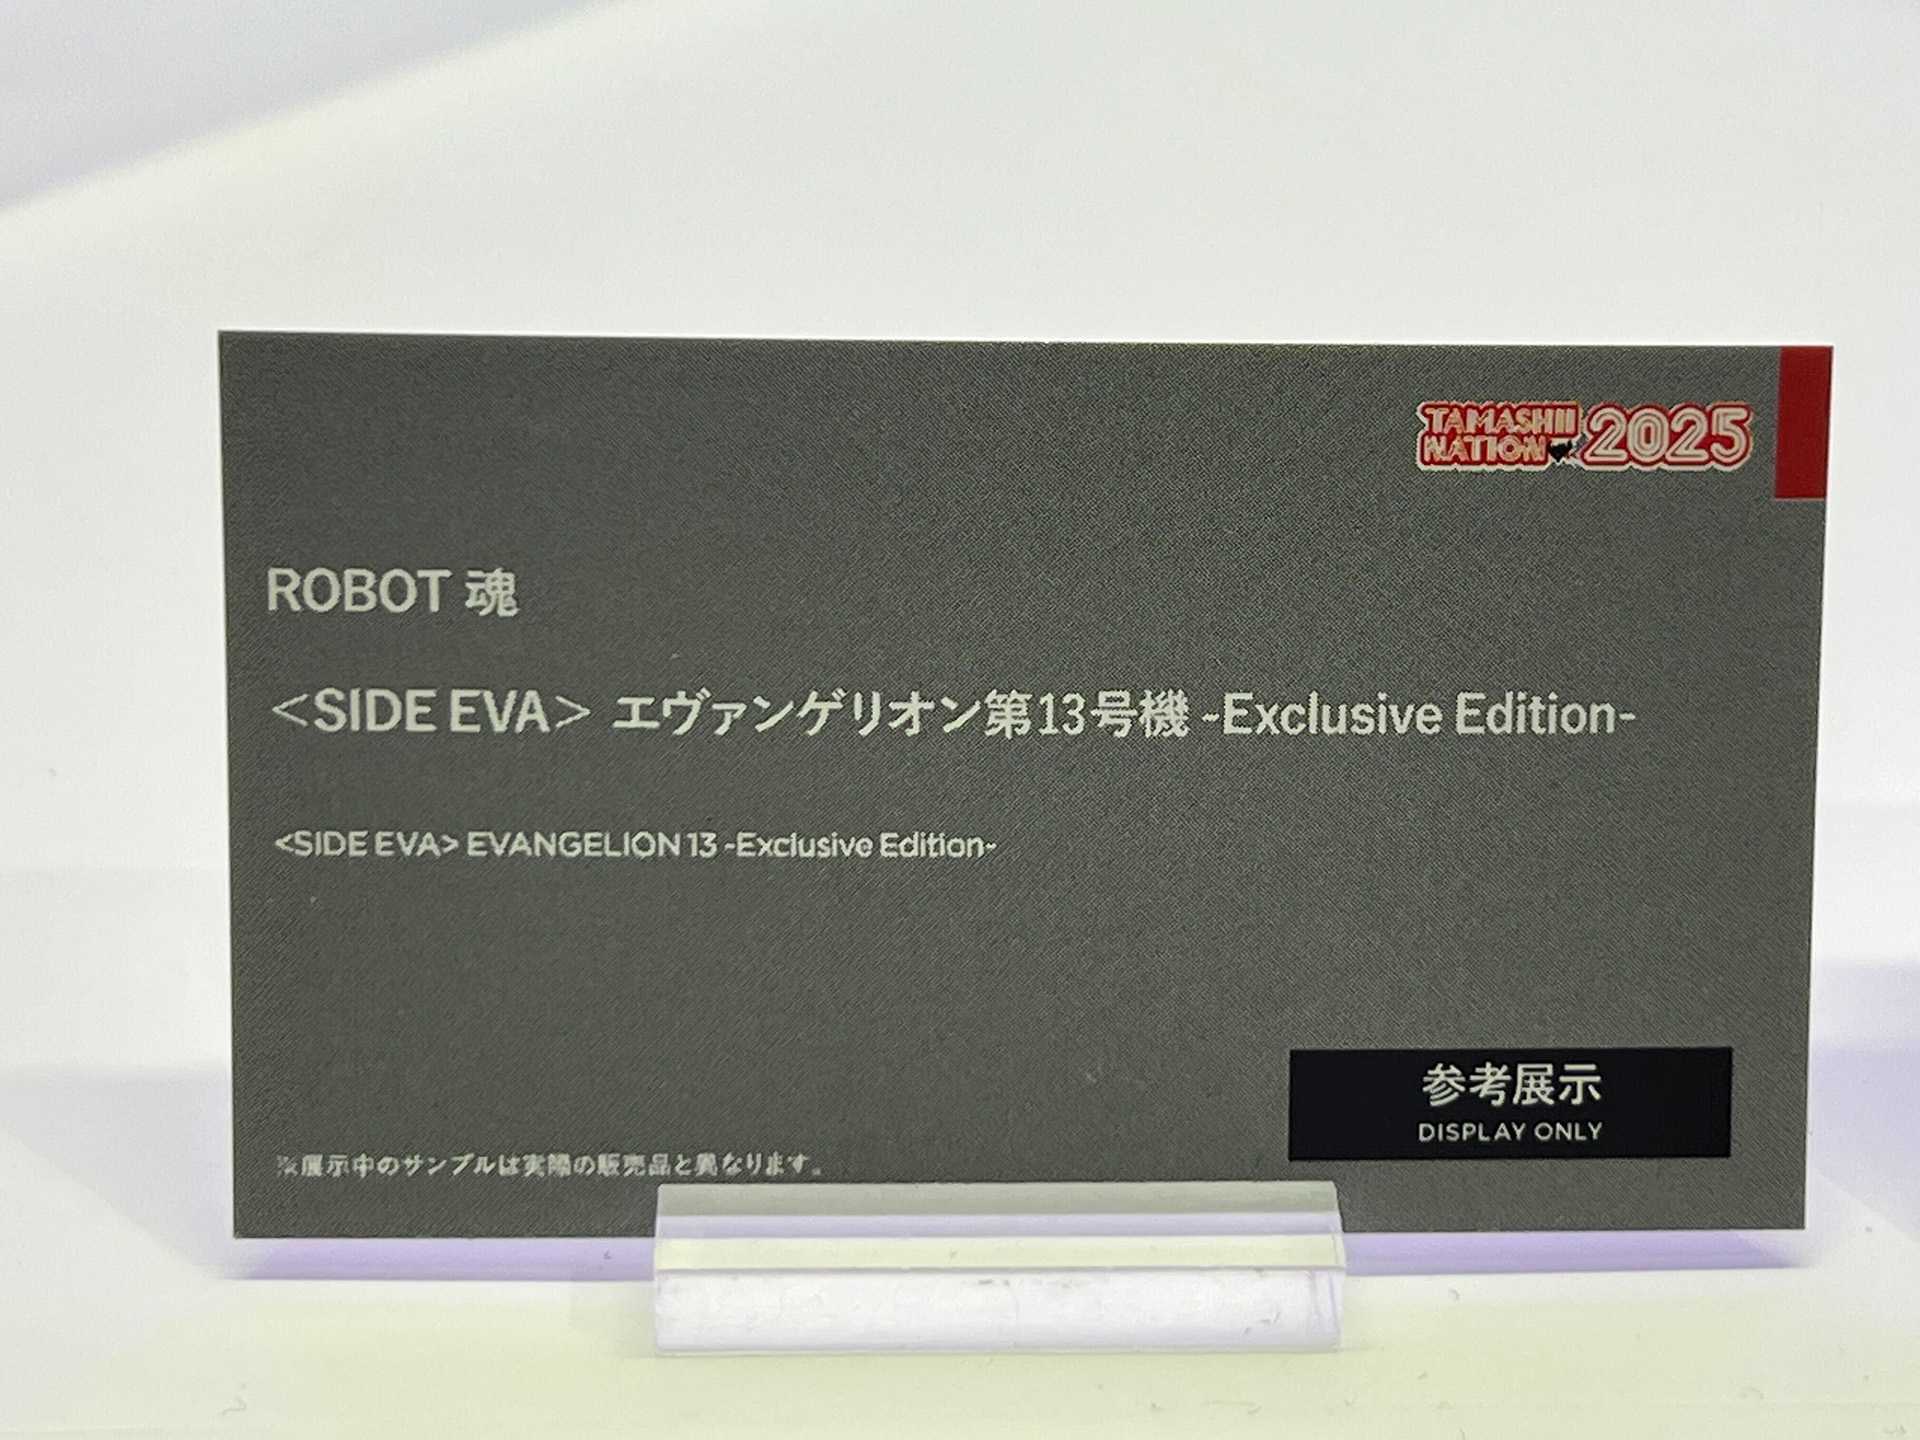 TAMASHII
NATION 2025
ROBOT 魂
<SIDE EVA> エヴァンゲリオン第13号機 -Exclusive Edition-
<SIDE EVA> EVANGELION 13 -Exclusive Edition-
参考展示
DISPLAY ONLY
※展示中のサンプルは実際の販売品と異なります。